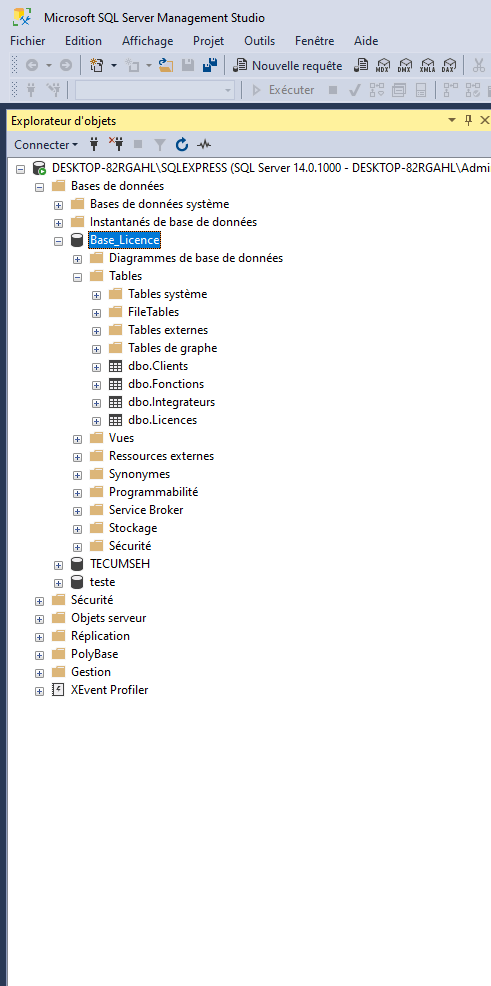 Microsoft SQL Server Management Studio
Fichier Edition Affichage Projet Outils Fenêtre Aide
Nouvelle requête MDX DMX XMLA DAX
Exécuter
Explorateur d'objets
Connecter
DESKTOP-82RGAHL\SQLEXPRESS (SQL Server 14.0.1000 - DESKTOP-82RGAHL\Admi
Bases de données
Bases de données système
Instantanés de base de données
Base_Licence
Diagrammes de base de données
Tables
Tables système
FileTables
Tables externes
Tables de graphe
dbo.Clients
dbo.Fonctions
dbo.Integrateurs
dbo.Licences
Vues
Ressources externes
Synonymes
Programmabilité
Service Broker
Stockage
Sécurité
TECUMSEH
teste
Sécurité
Objets serveur
Réplication
PolyBase
Gestion
XEvent Profiler